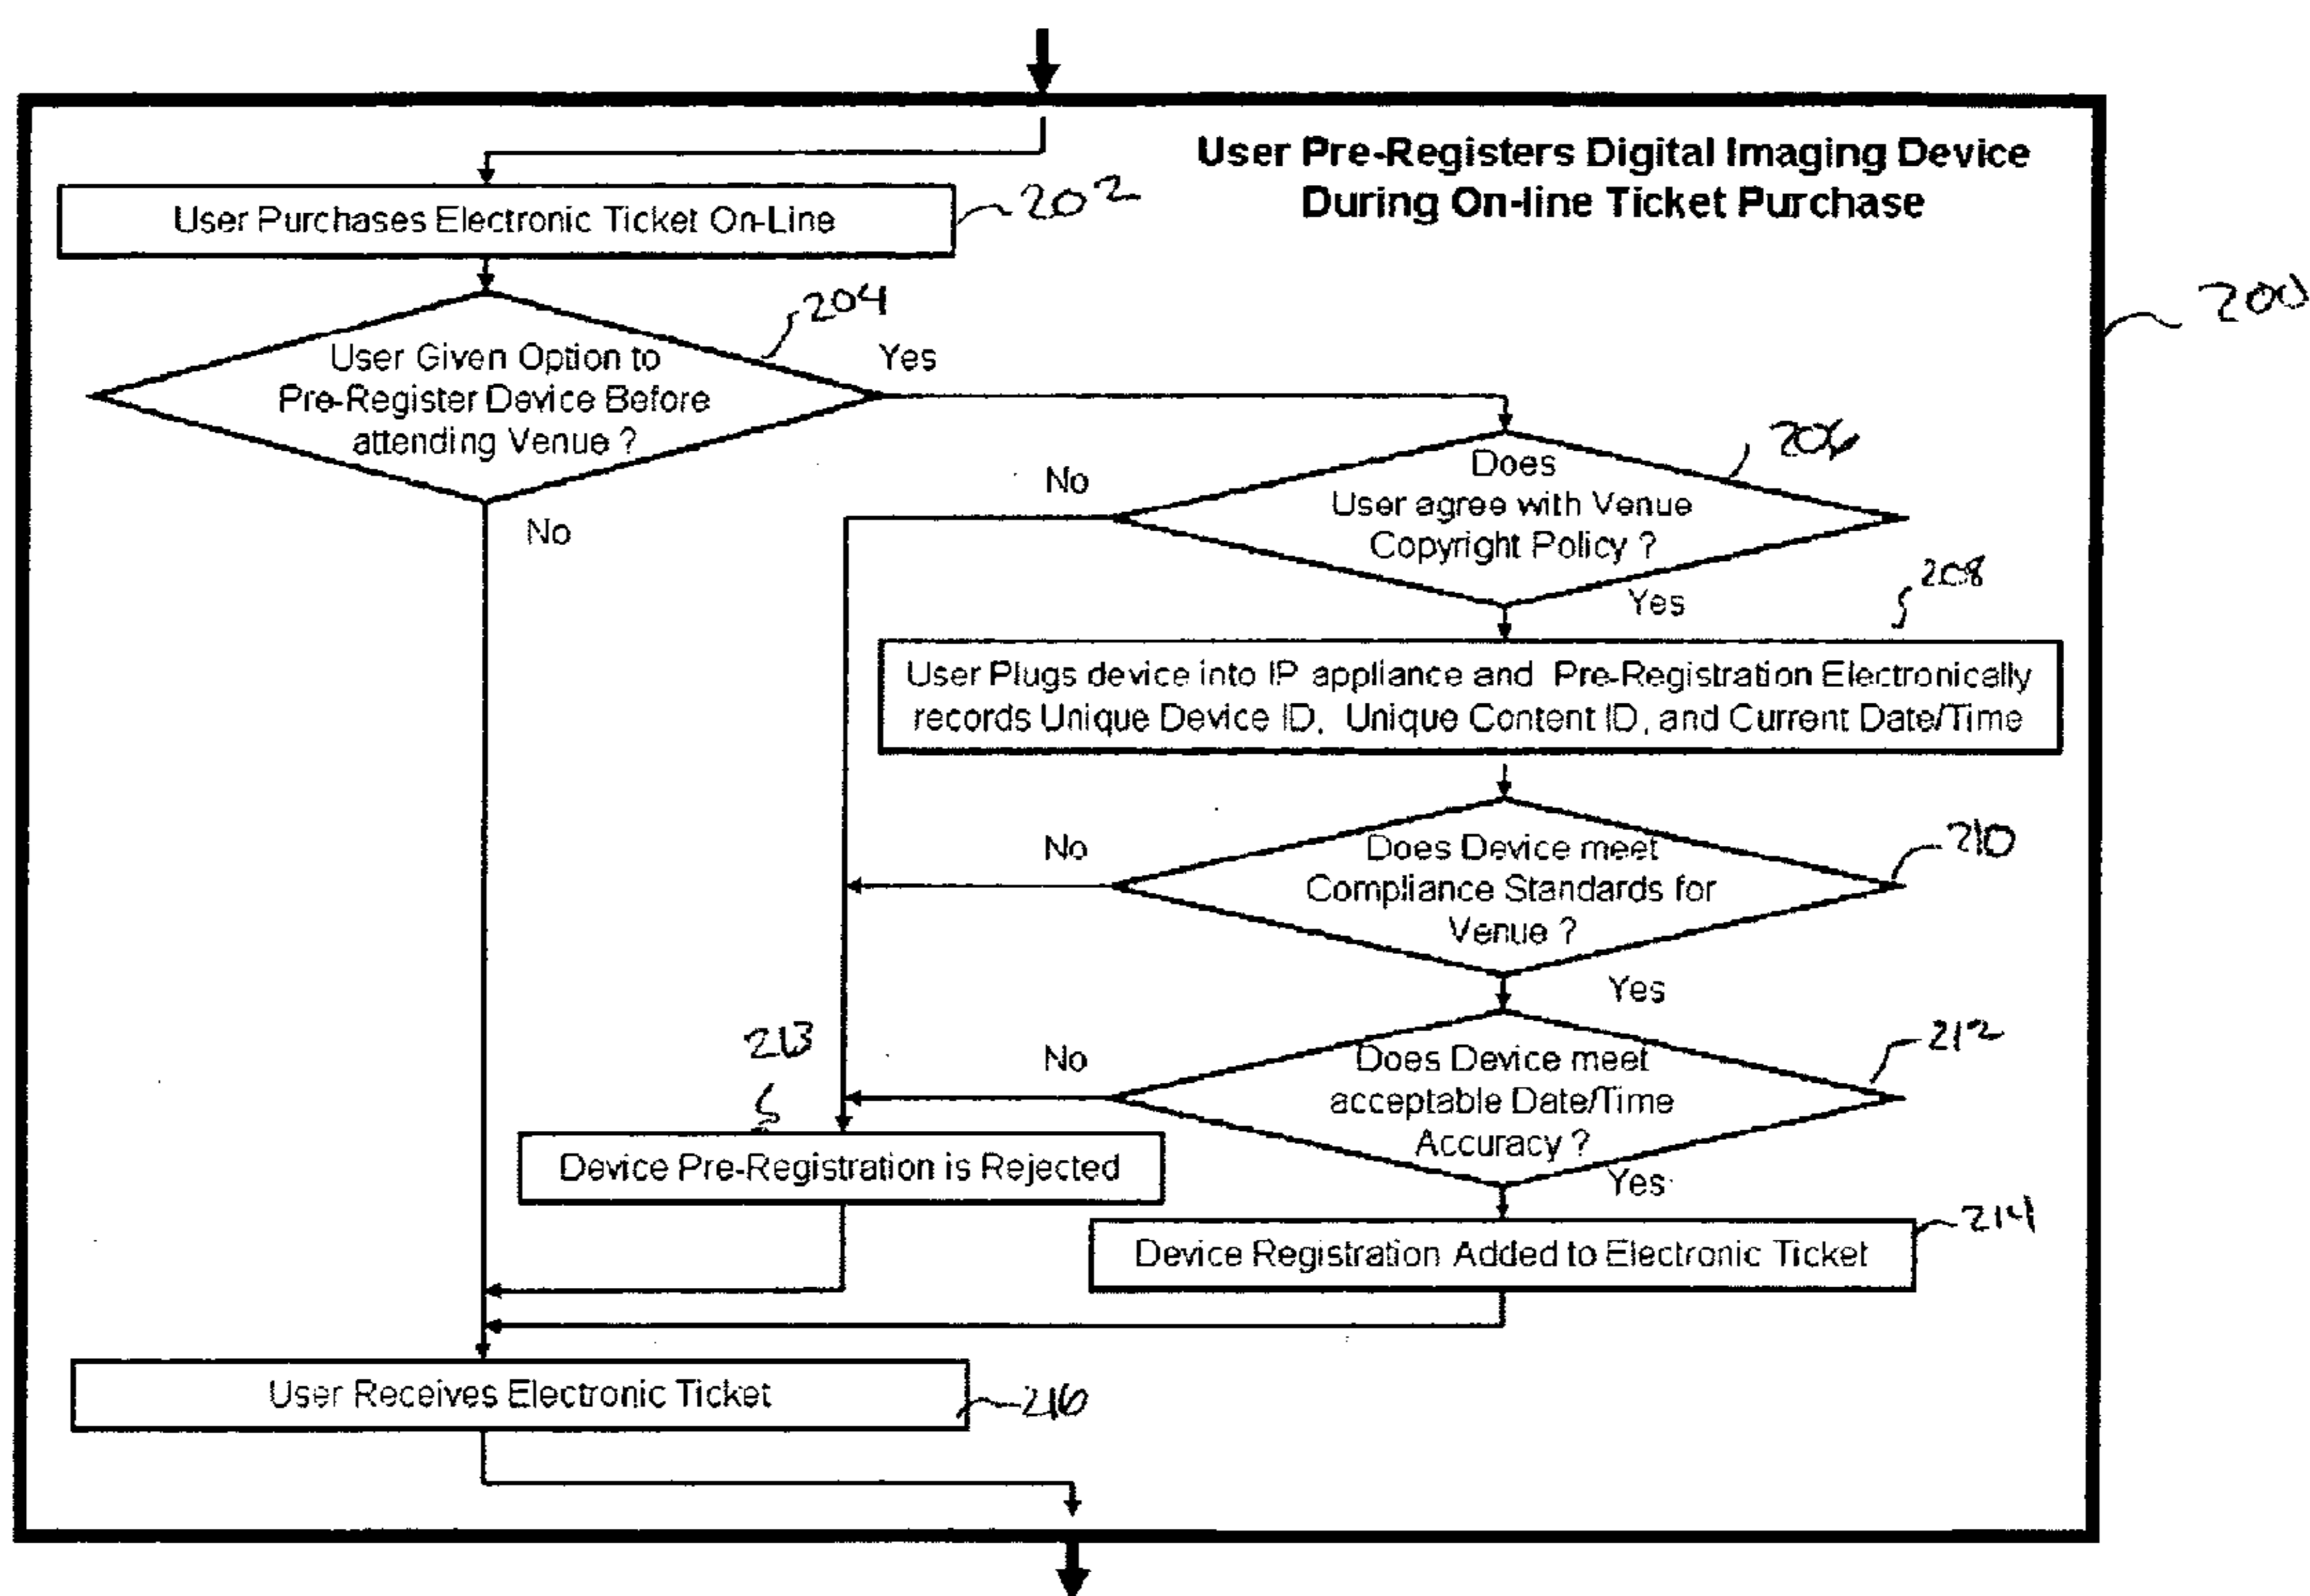 User Pre-Registers Digital Imaging Device
During On-line Ticket Purchase
200
User Purchases Electronic Ticket On-Line
202
User Given Option to
Pre-Register Device Before
attending Venue ?
204
Yes
No
Does
User agree with Venue
Copyright Policy ?
206
No
Yes
User Plugs device into IP appliance and Pre-Registration Electronically
records Unique Device ID, Unique Content ID, and Current Date/Time
208
Does Device meet
Compliance Standards for
Venue ?
210
No
Yes
Does Device meet
acceptable Date/Time
Accuracy ?
212
No
Yes
213
Device Pre-Registration is Rejected
Device Registration Added to Electronic Ticket
214
User Receives Electronic Ticket
216